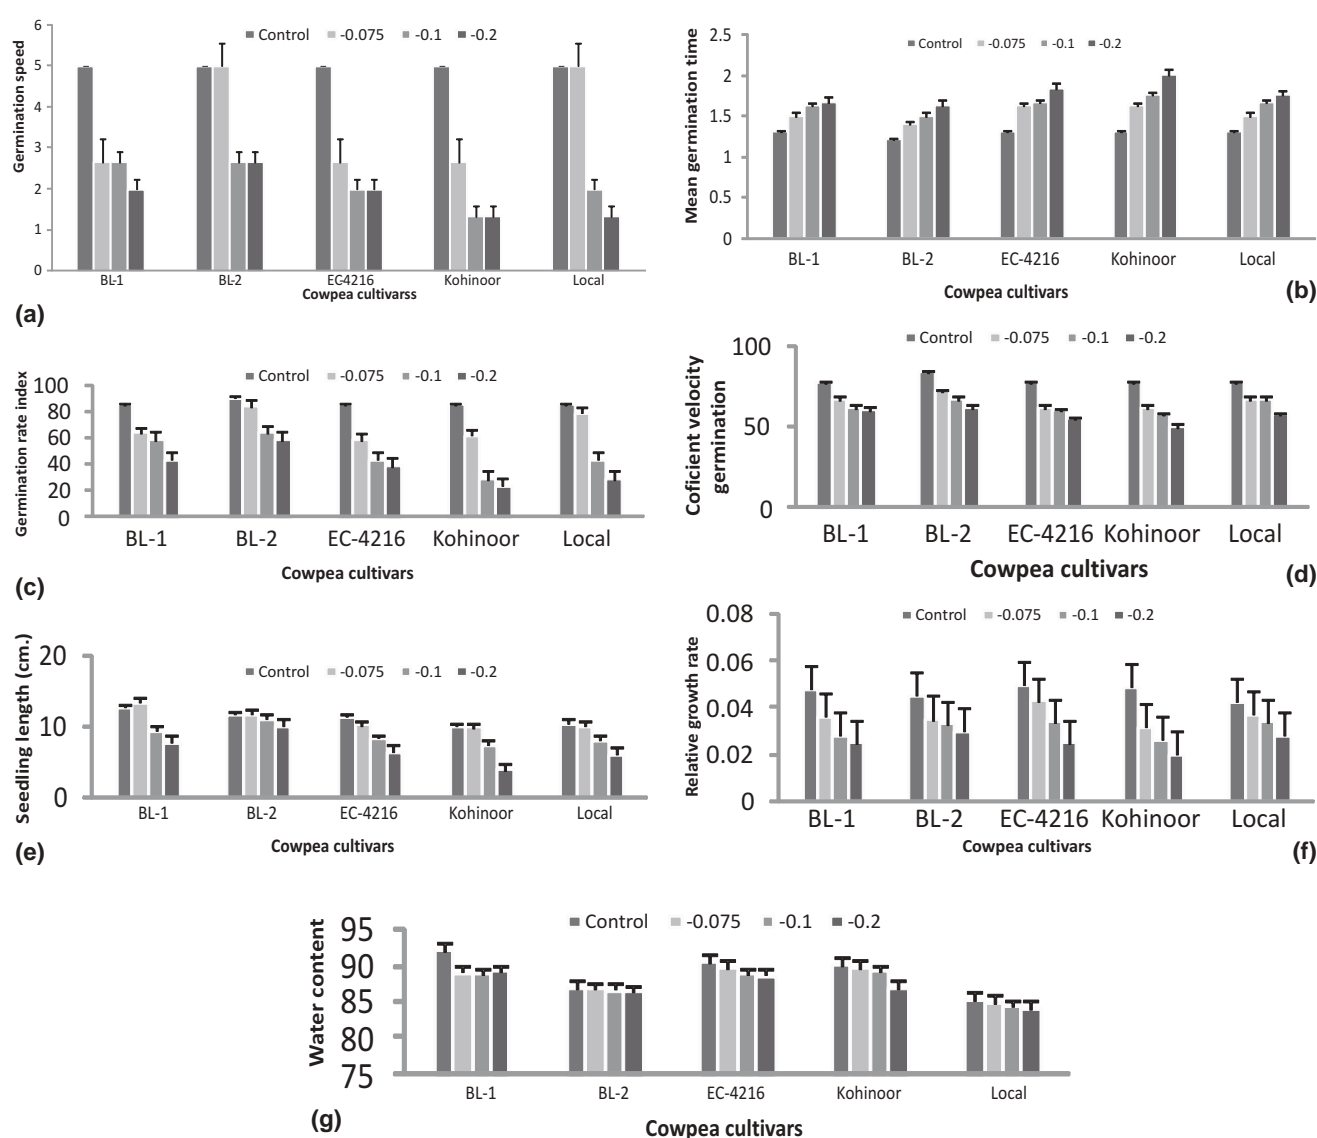 Control -0.075 -0.1 -0.2
Germination speed
6
5
4
3
2
1
0
BL-1 BL-2 EC-4216 Kohinoor Local
Cowpea cultivarss
(a)
Control -0.075 -0.1 -0.2
Mean germination time
2.5
2
1.5
1
0.5
0
BL-1 BL-2 EC-4216 Kohinoor Local
Cowpea cultivars
(b)
Control -0.075 -0.1 -0.2
Germination rate index
100
80
60
40
20
0
BL-1 BL-2 EC-4216 Kohinoor Local
Cowpea cultivars
(c)
Control -0.075 -0.1 -0.2
Coficient velocity
germination
100
50
0
BL-1 BL-2 EC-4216 Kohinoor Local
Cowpea cultivars
(d)
Control -0.075 -0.1 -0.2
Seedling length (cm.)
20
10
0
BL-1 BL-2 EC-4216 Kohinoor Local
Cowpea cultivars
(e)
Control -0.075 -0.1 -0.2
Relative growth rate
0.08
0.06
0.04
0.02
0
BL-1 BL-2 EC-4216 Kohinoor Local
Cowpea cultivars
(f)
Control -0.075 -0.1 -0.2
Water content
95
90
85
80
75
BL-1 BL-2 EC-4216 Kohinoor Local
Cowpea cultivars
(g)